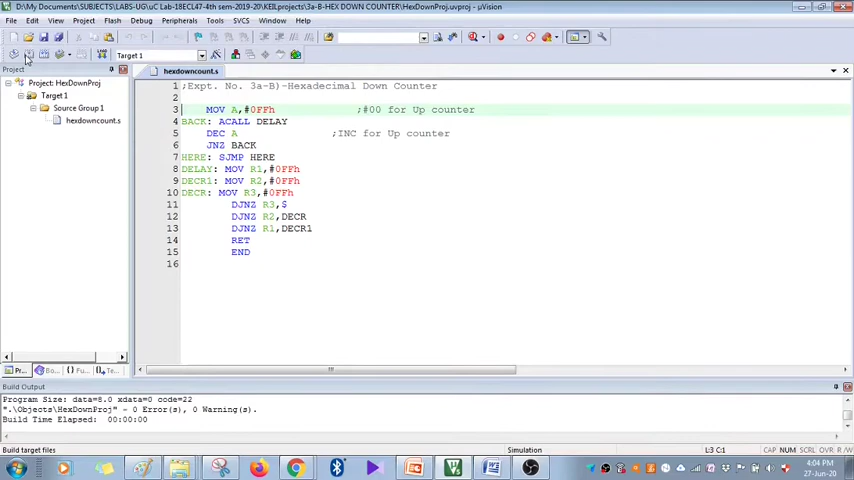 D:\My Documents\SUBJECTS\LABS-UG\uC Lab-18ECL47-4th sem-2019-20\KEILprojects\3a-B-HEX DOWN COUNTER\HexDownProj.uvproj - µVision
File Edit View Project Flash Debug Peripherals Tools SVCS Window Help
Target 1
Project
hexdowncount.s
Project: HexDownProj
Target 1
Source Group 1
hexdowncount.s
1 ;Expt. No. 3a-B)-Hexadecimal Down Counter
2
3 MOV A,#0FFh ;#00 for Up counter
4 BACK: ACALL DELAY
5 DEC A ;INC for Up counter
6 JNZ BACK
7 HERE: SJMP HERE
8 DELAY: MOV R1,#0FFh
9 DECR1: MOV R2,#0FFh
10 DECR: MOV R3,#0FFh
11 DJNZ R3,$
12 DJNZ R2,DECR
13 DJNZ R1,DECR1
14 RET
15 END
16
Pr... Bo... Fu... Te...
Build Output
Program Size: data=8.0 xdata=0 code=22
".\Objects\HexDownProj" - 0 Error(s), 0 Warning(s).
Build Time Elapsed: 00:00:00
Build target files Simulation L:3 C:1 CAP NUM SCRL OVR R/W
4:04 PM
27-Jun-20